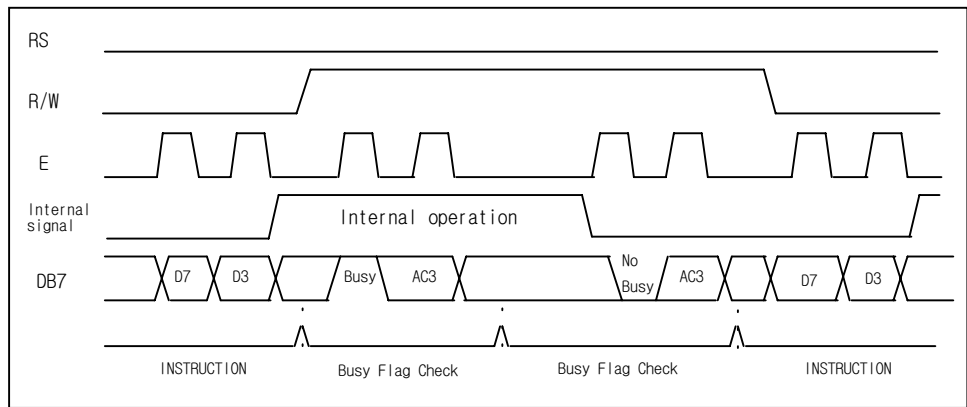 RS
R/W
E
Internal
signal
Internal operation
DB7
D7
D3
Busy
AC3
No
Busy
AC3
D7
D3
INSTRUCTION
Busy Flag Check
Busy Flag Check
INSTRUCTION